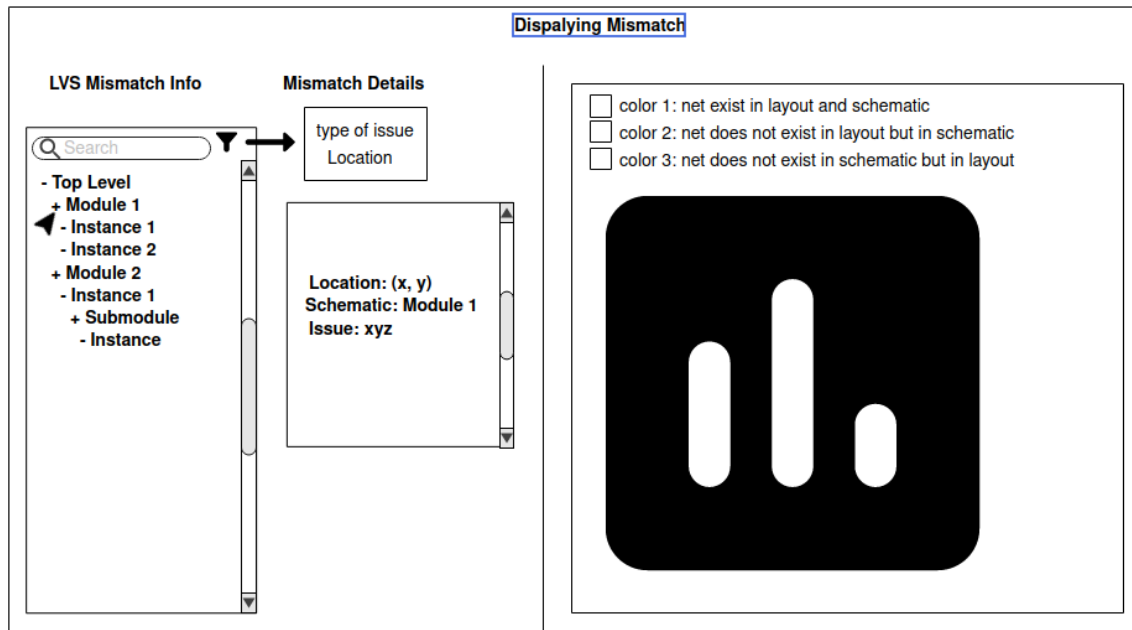 Dispalying Mismatch
LVS Mismatch Info
Search
- Top Level
+ Module 1
- Instance 1
- Instance 2
+ Module 2
- Instance 1
+ Submodule
- Instance
Mismatch Details
type of issue
Location
Location: (x, y)
Schematic: Module 1
Issue: xyz
color 1: net exist in layout and schematic
color 2: net does not exist in layout but in schematic
color 3: net does not exist in schematic but in layout